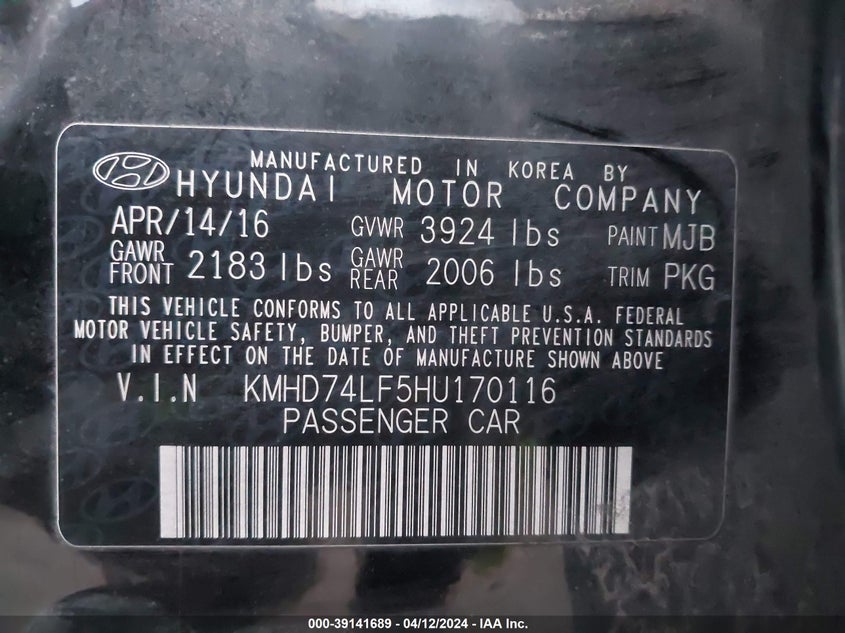 MANUFACTURED IN KOREA BY
HYUNDAI MOTOR COMPANY
APR/14/16 GVWR 3924 lbs PAINT MJB
GAWR FRONT 2183 lbs GAWR REAR 2006 lbs TRIM PKG
THIS VEHICLE CONFORMS TO ALL APPLICABLE U.S.A. FEDERAL
MOTOR VEHICLE SAFETY, BUMPER, AND THEFT PREVENTION STANDARDS
IN EFFECT ON THE DATE OF MANUFACTURE SHOWN ABOVE
V.I.N KMHD74LF5HU170116
PASSENGER CAR
000-39141689 - 04/12/2024 - IAA Inc.